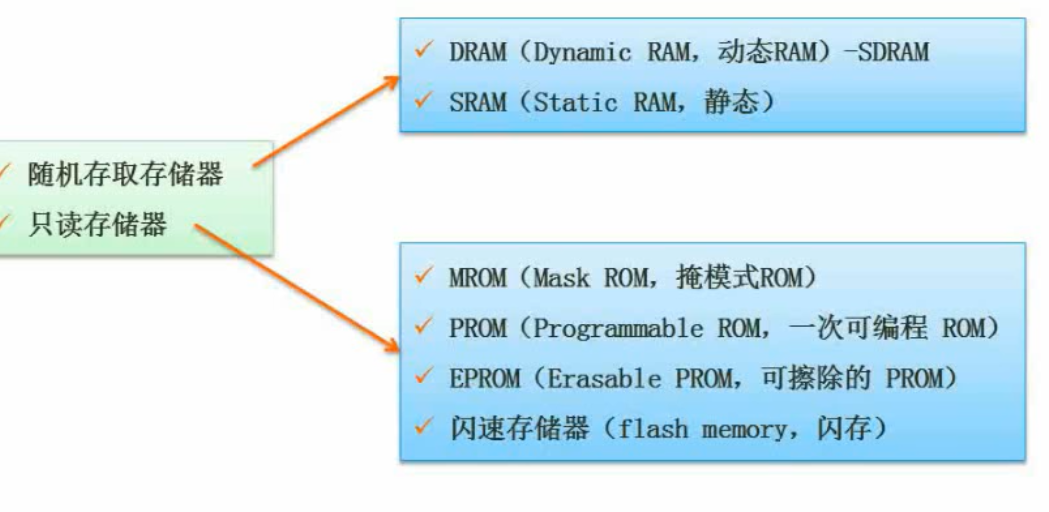 DRAM（Dynamic RAM，动态RAM）-SDRAM
SRAM（Static RAM，静态）
随机存取存储器
只读存储器
MROM（Mask ROM，掩模式ROM）
PROM（Programmable ROM，一次可编程 ROM）
EPROM（Erasable PROM，可擦除的 PROM）
闪速存储器（flash memory，闪存）